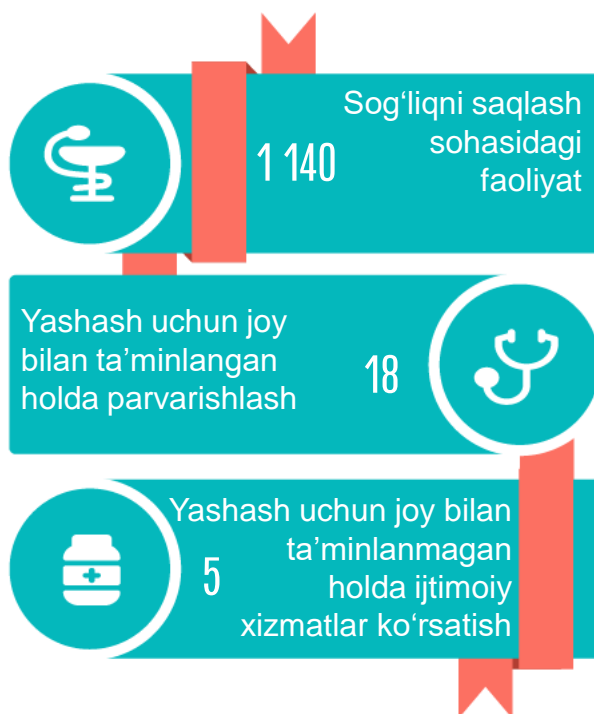 1 140
Sog‘liqni saqlash
sohasidagi
faoliyat
Yashash uchun joy
bilan ta’minlangan
holda parvarishlash
18
5
Yashash uchun joy bilan
ta’minlanmagan
holda ijtimoiy
xizmatlar ko‘rsatish